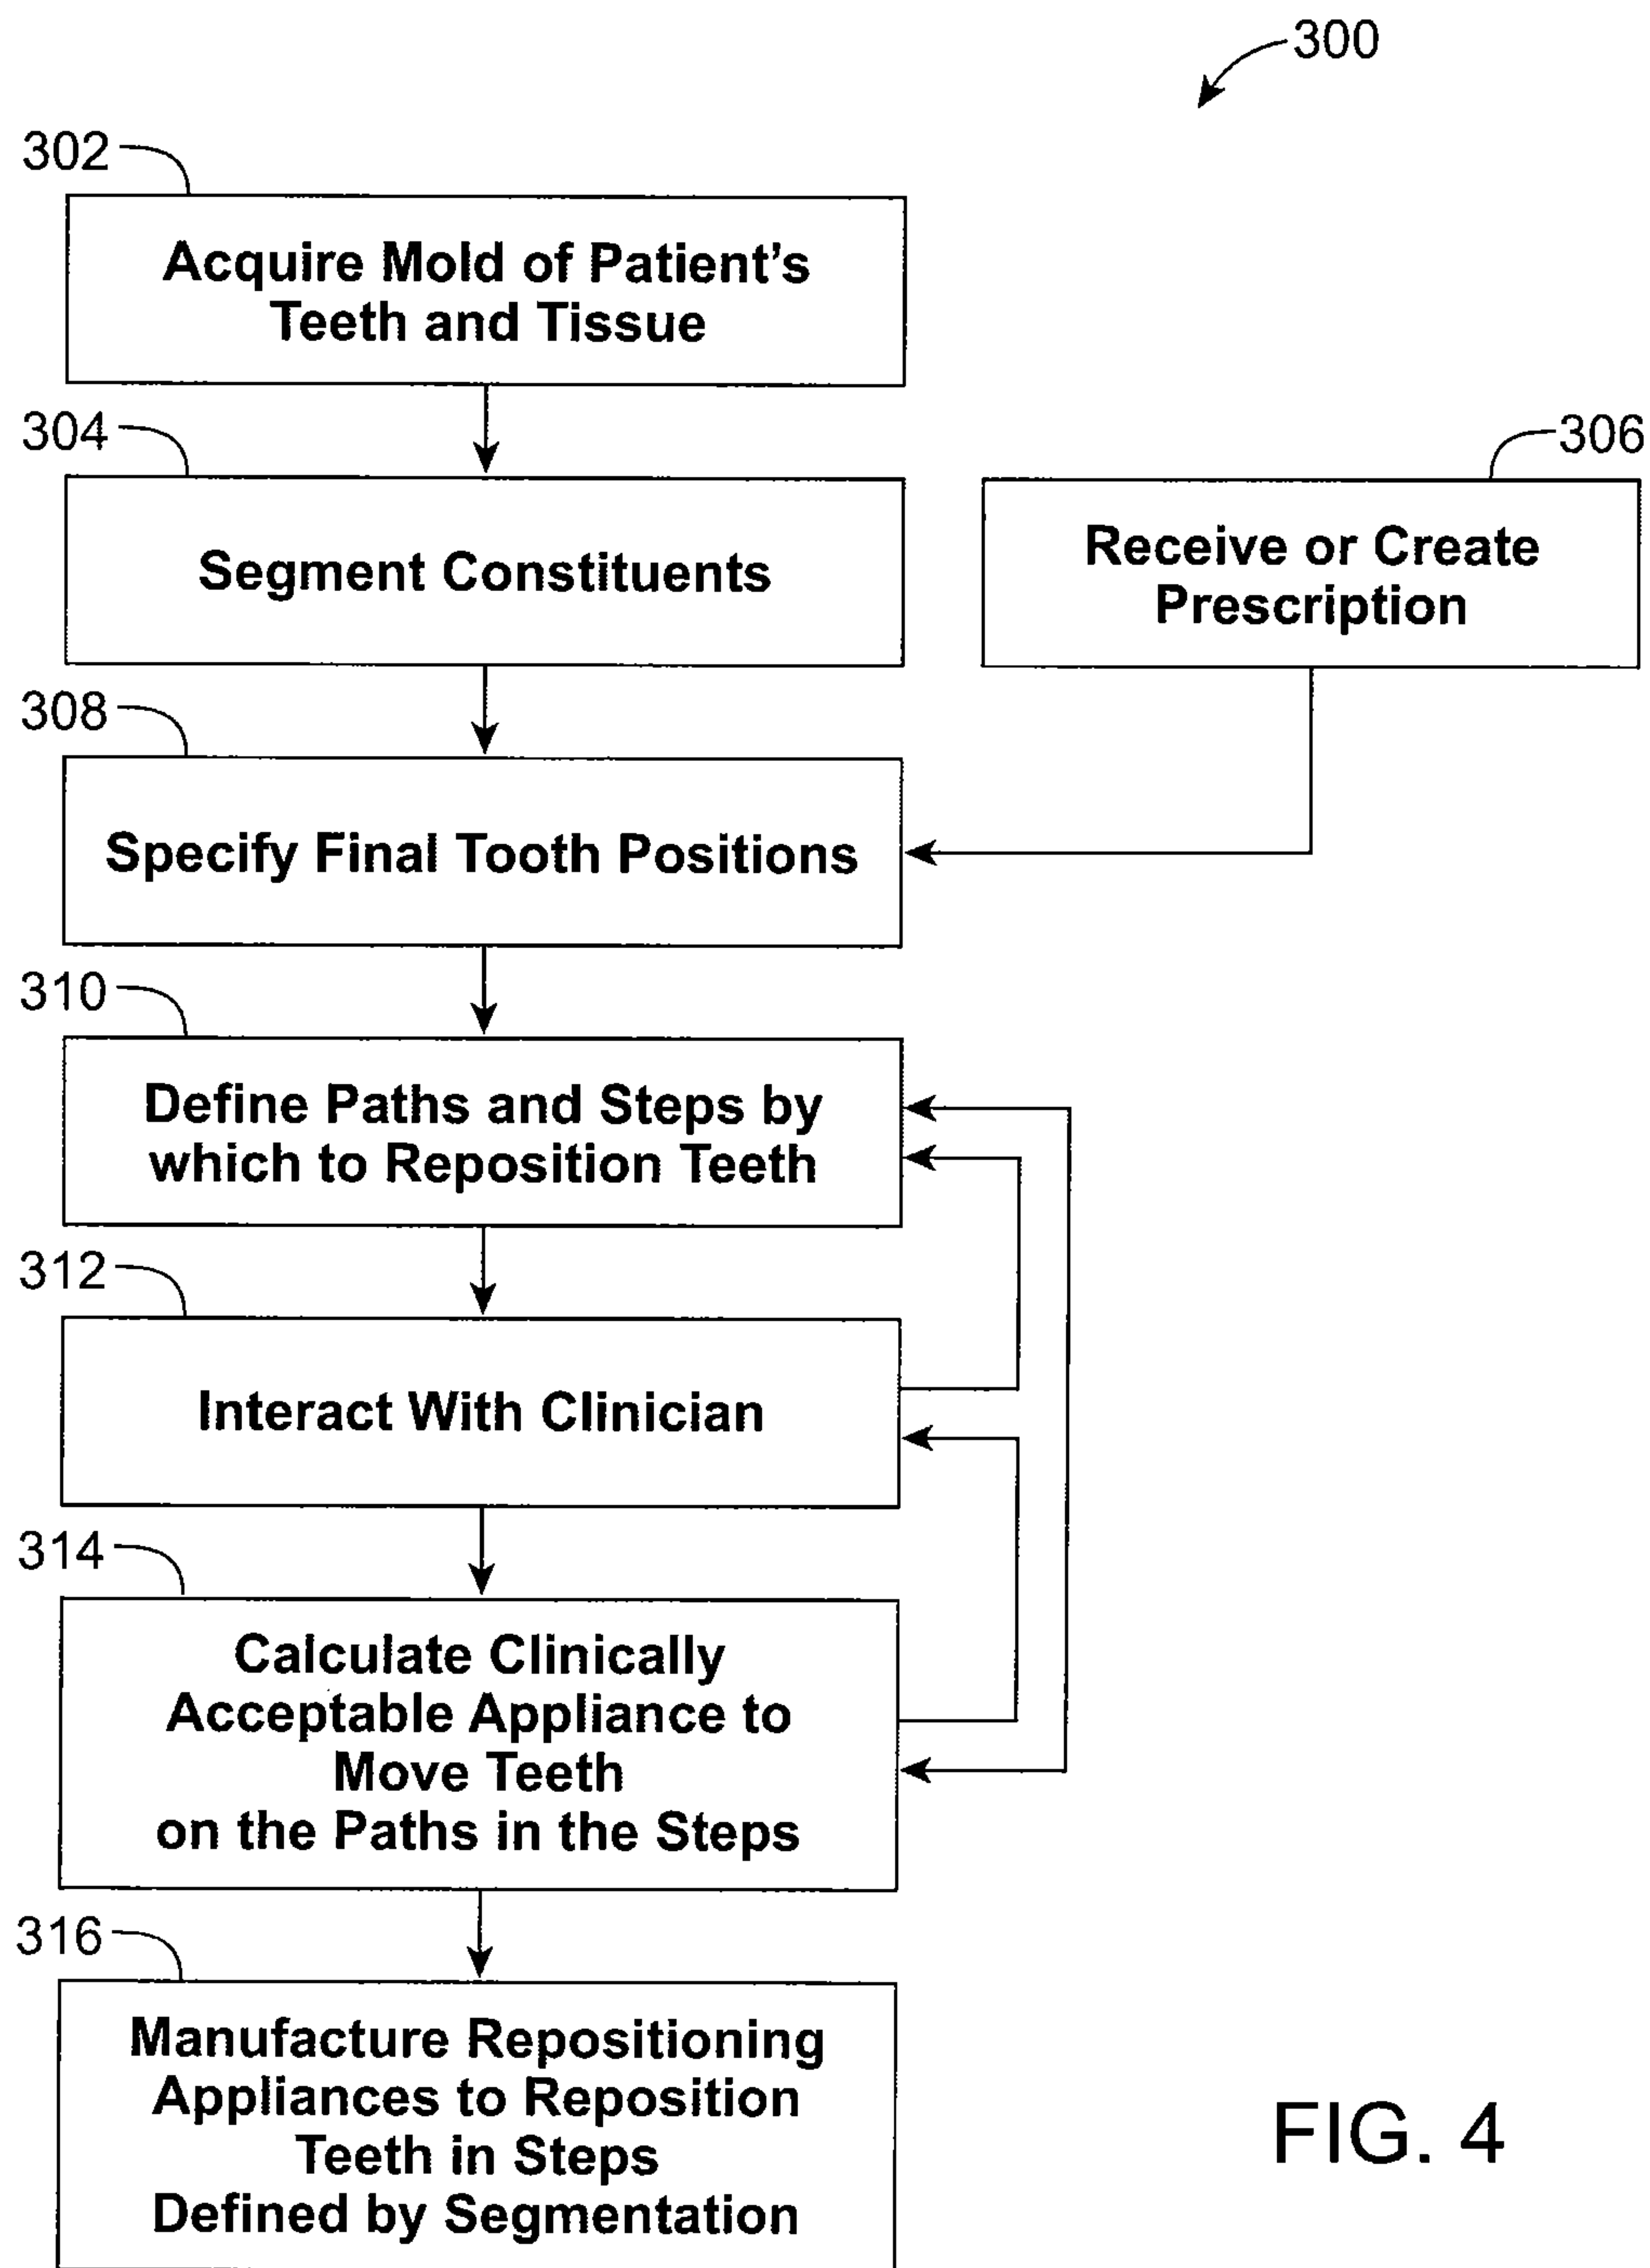 300
302
Acquire Mold of Patient's
Teeth and Tissue
304
Segment Constituents
306
Receive or Create
Prescription
308
Specify Final Tooth Positions
310
Define Paths and Steps by
which to Reposition Teeth
312
Interact With Clinician
314
Calculate Clinically
Acceptable Appliance to
Move Teeth
on the Paths in the Steps
316
Manufacture Repositioning
Appliances to Reposition
Teeth in Steps
Defined by Segmentation
FIG. 4